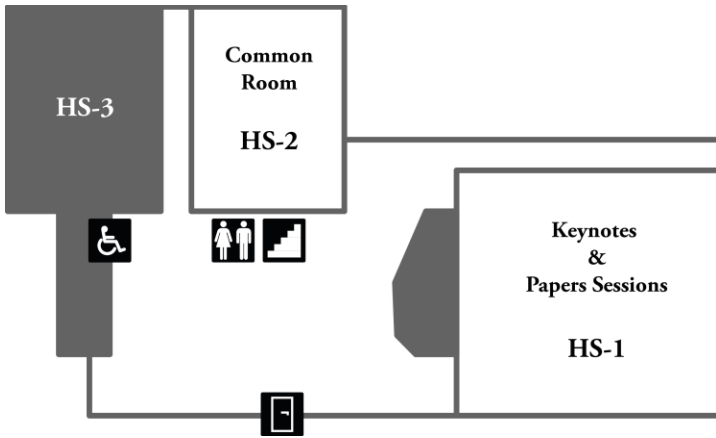 HS-3
Common
Room
HS-2
Keynotes
&
Papers Sessions
HS-1